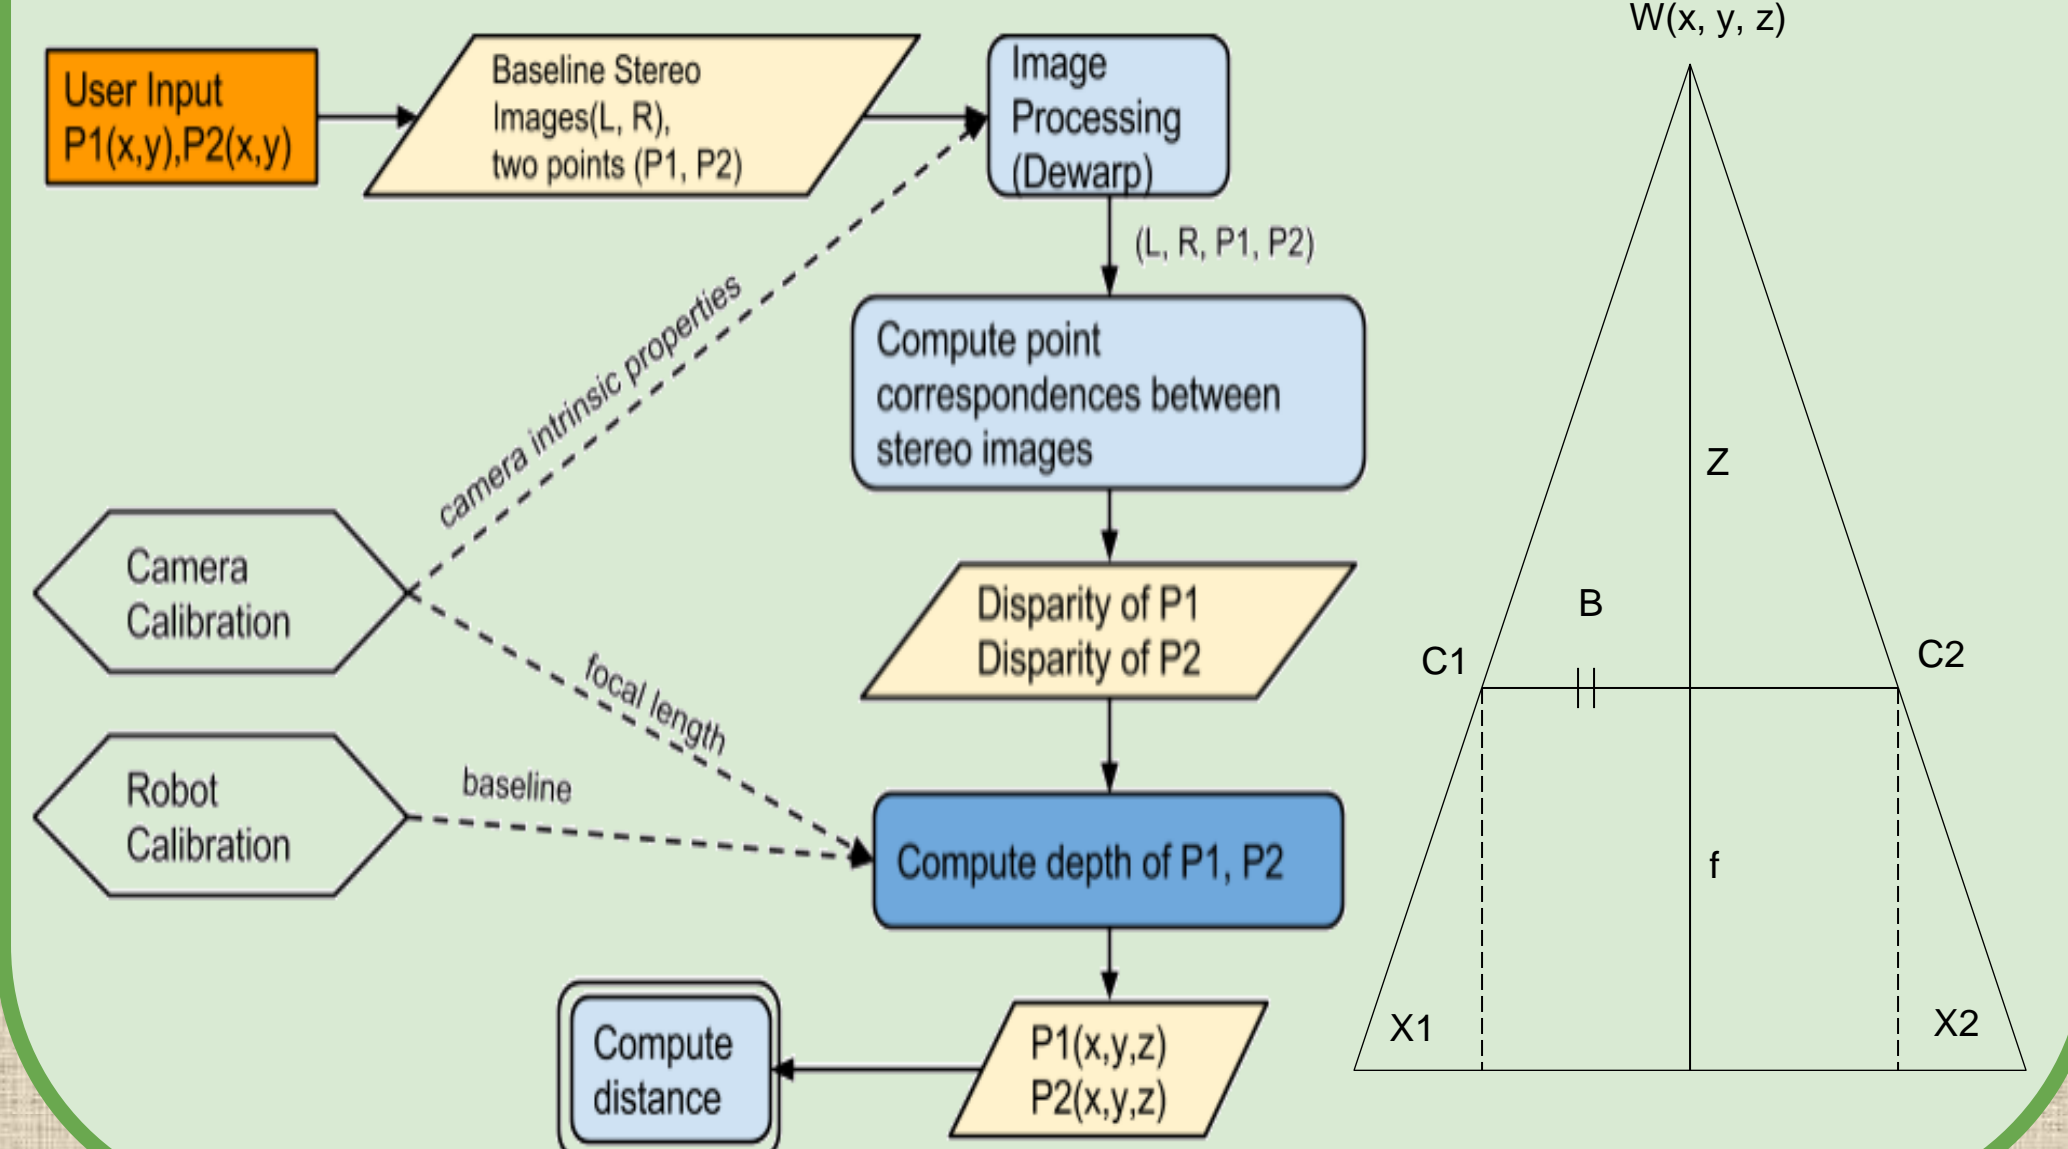 User Input
P1(x,y),P2(x,y)
Baseline Stereo
Images(L, R),
two points (P1, P2)
Image
Processing
(Dewarp)
(L, R, P1, P2)
camera intrinsic properties
Compute point
correspondences between
stereo images
Camera
Calibration
focal length
Disparity of P1
Disparity of P2
Robot
Calibration
baseline
Compute depth of P1, P2
P1(x,y,z)
P2(x,y,z)
Compute
distance
W(x, y, z)
Z
B
C1
C2
f
X1
X2